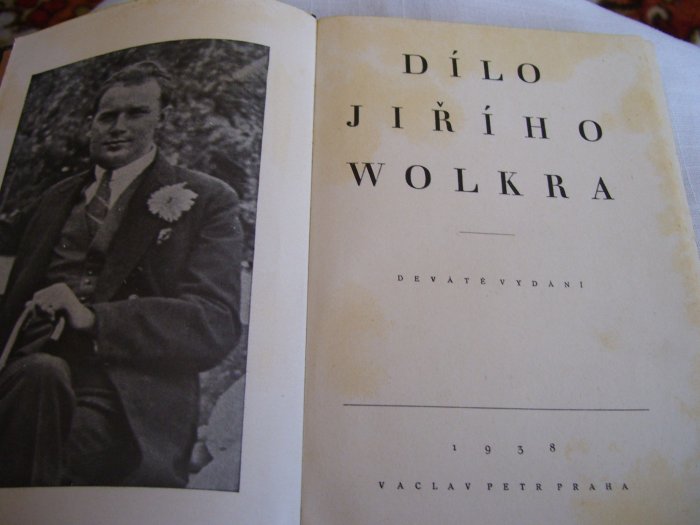 DÍLO
JIŘÍHO
WOLKRA
DEVÁTÉ VYDÁNÍ
1938
VACLAV PETR PRAHA